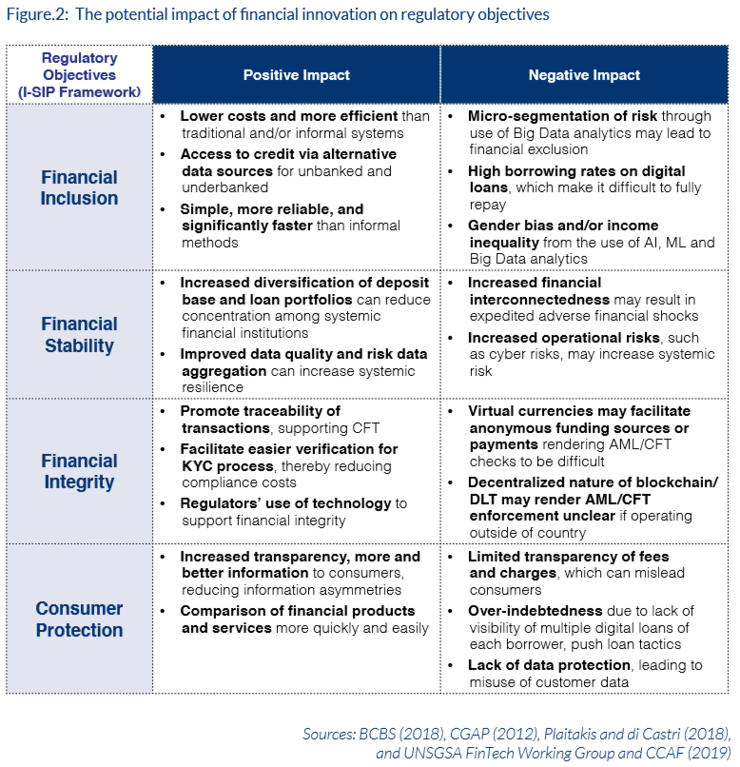 Figure.2: The potential impact of financial innovation on regulatory objectives
Regulatory
Objectives
(I-SIP Framework)
Positive Impact
Negative Impact
Financial
Inclusion
• Lower costs and more efficient than
traditional and/or informal systems
• Access to credit via alternative
data sources for unbanked and
underbanked
• Simple, more reliable, and
significantly faster than informal
methods
• Micro-segmentation of risk through
use of Big Data analytics may lead to
financial exclusion
• High borrowing rates on digital
loans, which make it difficult to fully
repay
• Gender bias and/or income
inequality from the use of AI, ML and
Big Data analytics
Financial
Stability
• Increased diversification of deposit
base and loan portfolios can reduce
concentration among systemic
financial institutions
• Improved data quality and risk data
aggregation can increase systemic
resilience
• Increased financial
interconnectedness may result in
expedited adverse financial shocks
• Increased operational risks, such
as cyber risks, may increase systemic
risk
Financial
Integrity
• Promote traceability of
transactions, supporting CFT
• Facilitate easier verification for
KYC process, thereby reducing
compliance costs
• Regulators' use of technology to
support financial integrity
• Virtual currencies may facilitate
anonymous funding sources or
payments rendering AML/CFT
checks to be difficult
• Decentralized nature of blockchain/
DLT may render AML/CFT
enforcement unclear if operating
outside of country
Consumer
Protection
• Increased transparency, more and
better information to consumers,
reducing information asymmetries
• Comparison of financial products
and services more quickly and easily
• Limited transparency of fees
and charges, which can mislead
consumers
• Over-indebtedness due to lack of
visibility of multiple digital loans of
each borrower, push loan tactics
• Lack of data protection, leading to
misuse of customer data
Sources: BCBS (2018), CGAP (2012), Plaitakis and di Castri (2018),
and UNSGSA FinTech Working Group and CCAF (2019)